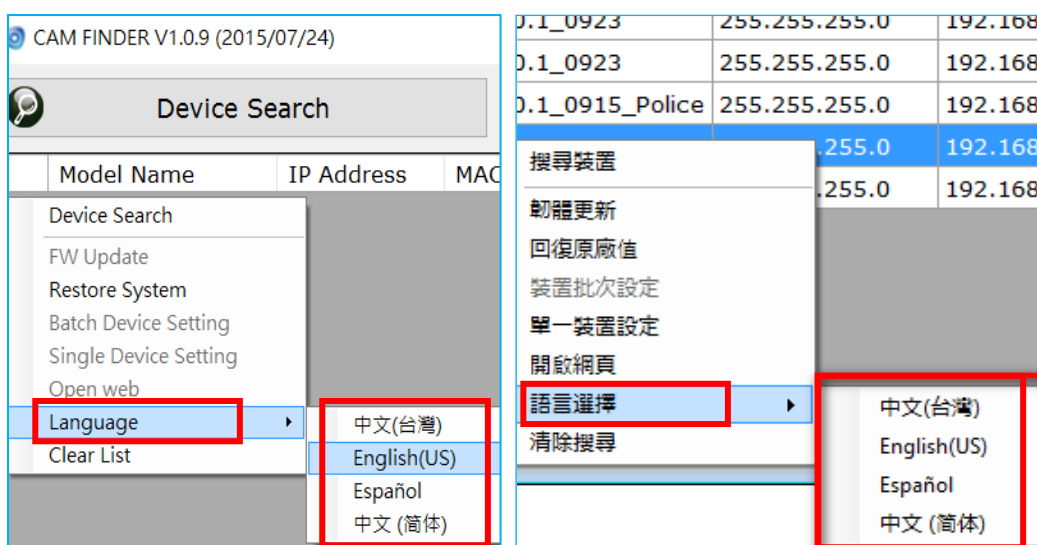 CAM FINDER V1.0.9 (2015/07/24)
Device Search
Model Name IP Address MAC
Device Search
FW Update
Restore System
Batch Device Setting
Single Device Setting
Open web
Language
Clear List
中文(台灣)
English(US)
Español
中文 (简体)
0.1_0923 255.255.255.0 192.168
0.1_0923 255.255.255.0 192.168
0.1_0915_Police 255.255.255.0 192.168
.255.0 192.168
.255.0 192.168
搜尋裝置
韌體更新
回復原廠值
裝置批次設定
單一裝置設定
開啟網頁
語言選擇
清除搜尋
中文(台灣)
English(US)
Español
中文 (简体)